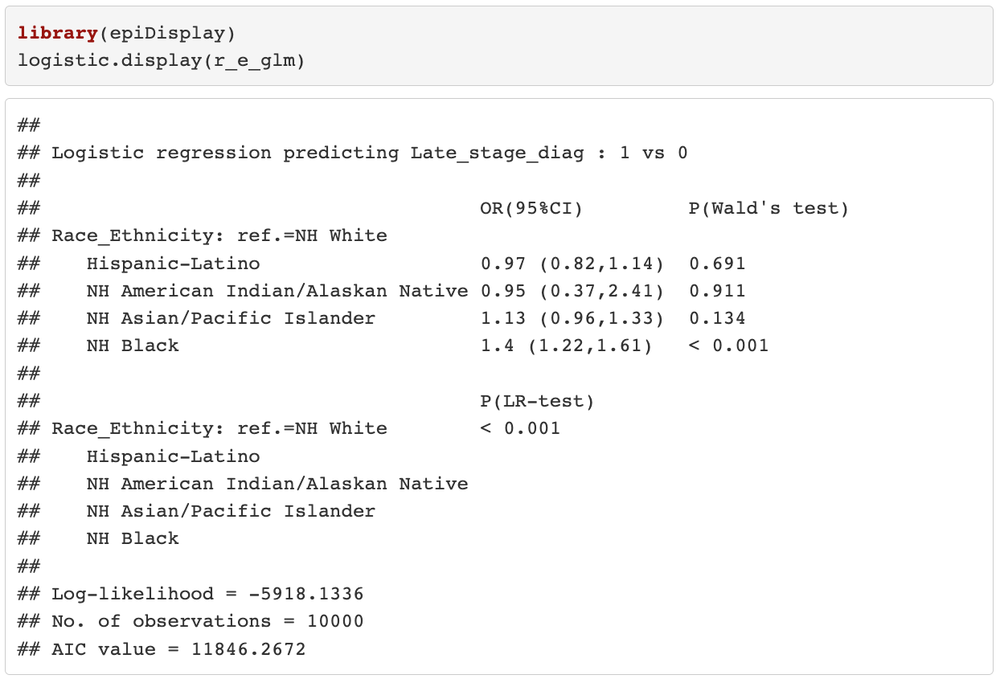 library(epiDisplay)
logistic.display(r_e_glm)
##
## Logistic regression predicting Late_stage_diag : 1 vs 0
##
##                                      OR(95%CI)         P(Wald's test)
## Race_Ethnicity: ref.=NH White
##    Hispanic-Latino                   0.97 (0.82,1.14)  0.691
##    NH American Indian/Alaskan Native 0.95 (0.37,2.41)  0.911
##    NH Asian/Pacific Islander         1.13 (0.96,1.33)  0.134
##    NH Black                          1.4 (1.22,1.61)   < 0.001
##
##                                      P(LR-test)
## Race_Ethnicity: ref.=NH White        < 0.001
##    Hispanic-Latino
##    NH American Indian/Alaskan Native
##    NH Asian/Pacific Islander
##    NH Black
##
## Log-likelihood = -5918.1336
## No. of observations = 10000
## AIC value = 11846.2672